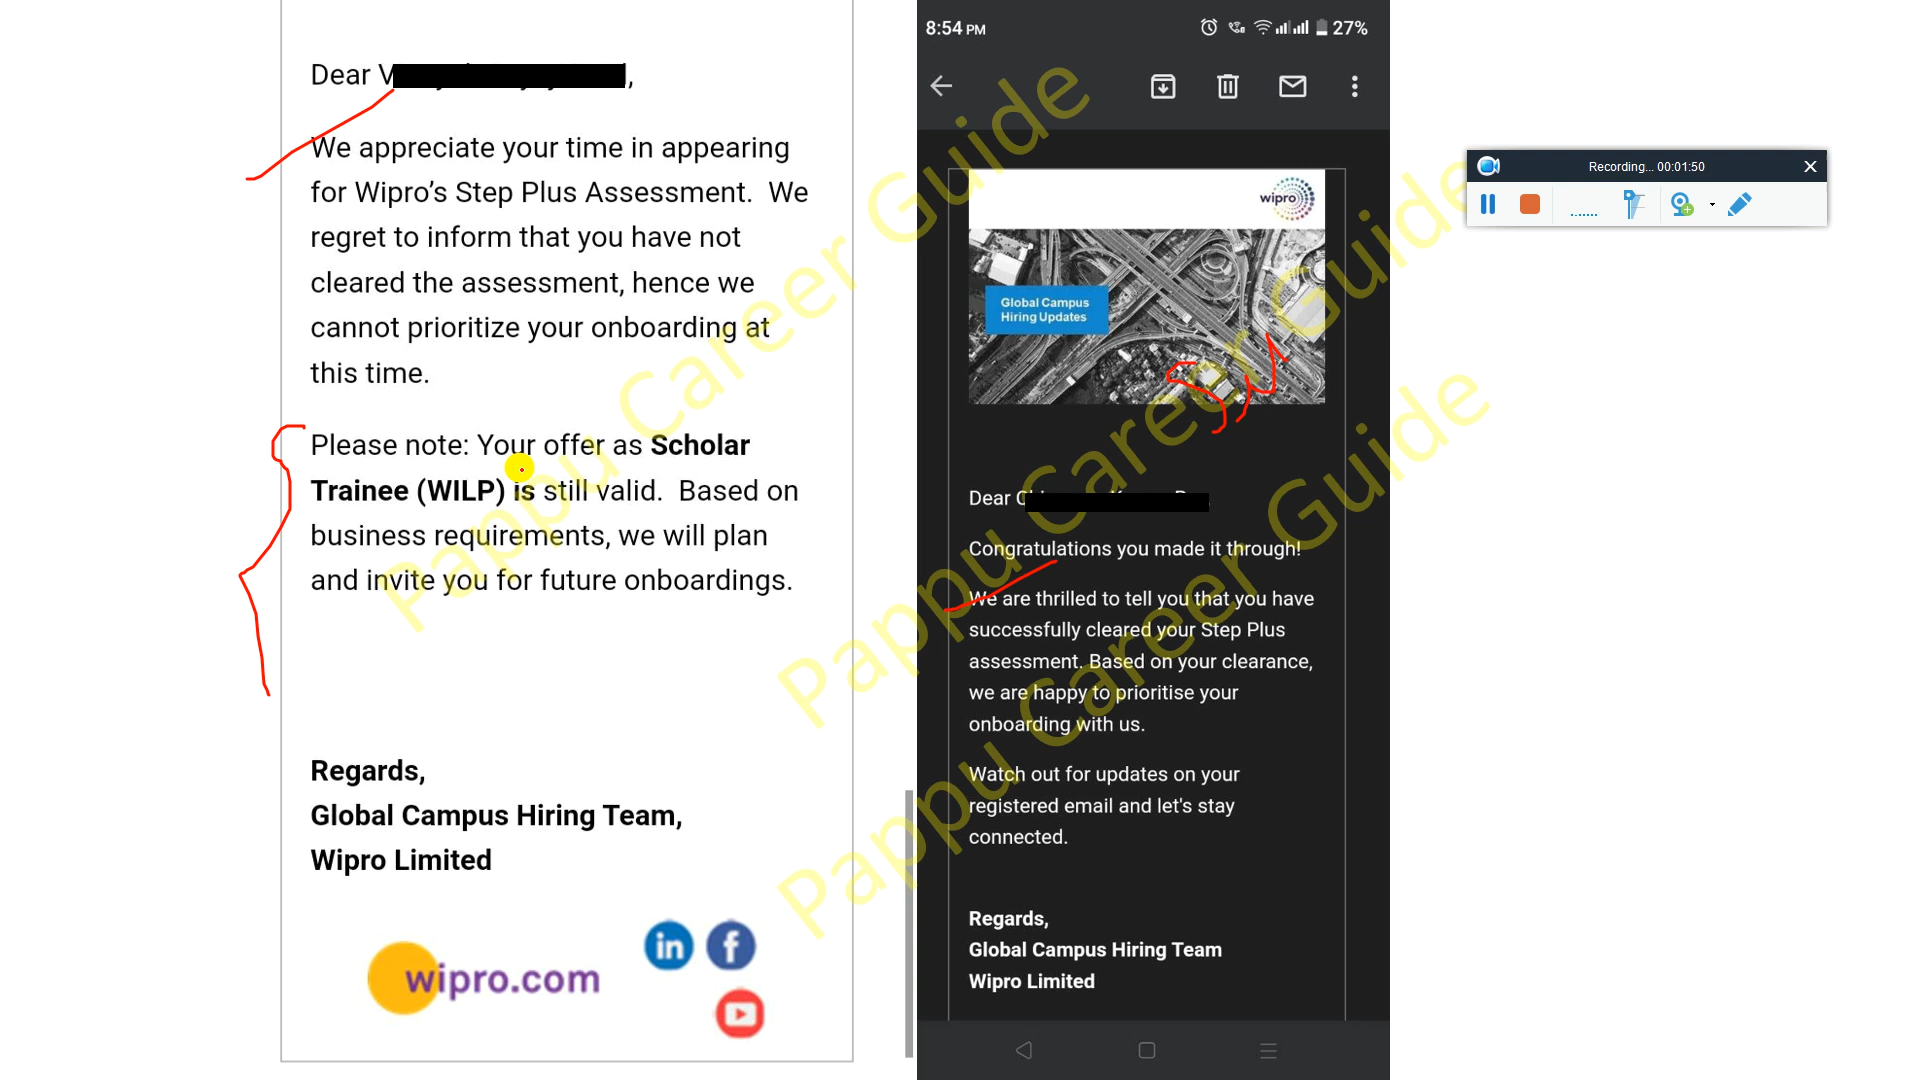 Dear V
We appreciate your time in appearing
for Wipro’s Step Plus Assessment.  We
regret to inform that you have not
cleared the assessment, hence we
cannot prioritize your onboarding at
this time.
Please note: Your offer as Scholar
Trainee (WILP) is still valid.  Based on
business requirements, we will plan
and invite you for future onboardings.
Regards,
Global Campus Hiring Team,
Wipro Limited
wipro.com
in f
8:54 PM
27%
wipro
Global Campus
Hiring Updates
Dear
Congratulations you made it through!
We are thrilled to tell you that you have
successfully cleared your Step Plus
assessment. Based on your clearance,
we are happy to prioritise your
onboarding with us.
Watch out for updates on your
registered email and let's stay
connected.
Regards,
Global Campus Hiring Team
Wipro Limited
Recording... 00:01:50
Pappu Career Guide
Pappu Career Guide
Pappu Career Guide